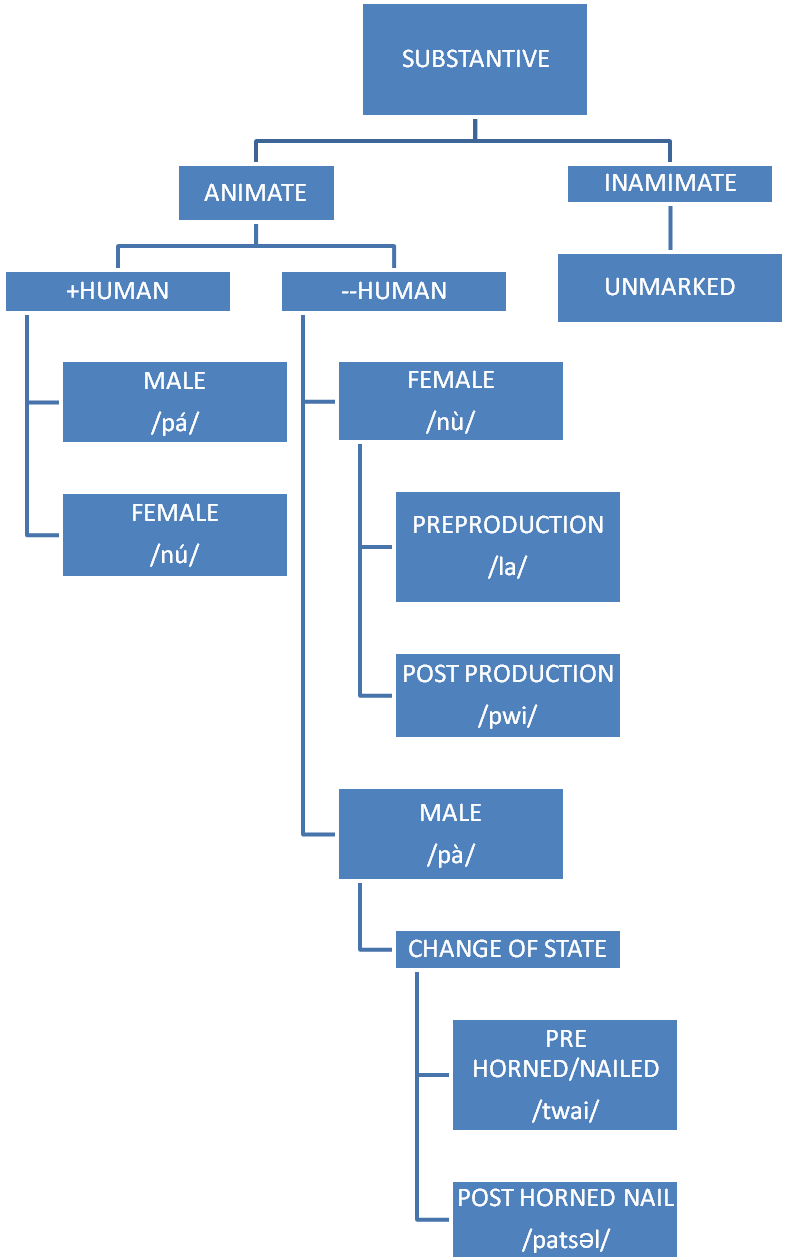 SUBSTANTIVE
ANIMATE
INAMIMATE
+HUMAN
--HUMAN
UNMARKED
MALE
/pá/
FEMALE
/nú/
FEMALE
/nù/
PREPRODUCTION
/la/
POST PRODUCTION
/pwi/
MALE
/pà/
CHANGE OF STATE
PRE
HORNED/NAILED
/twai/
POST HORNED NAIL
/patsəl/